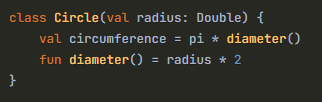 class Circle(val radius: Double) {
    val circumference = pi * diameter()
    fun diameter() = radius * 2
}